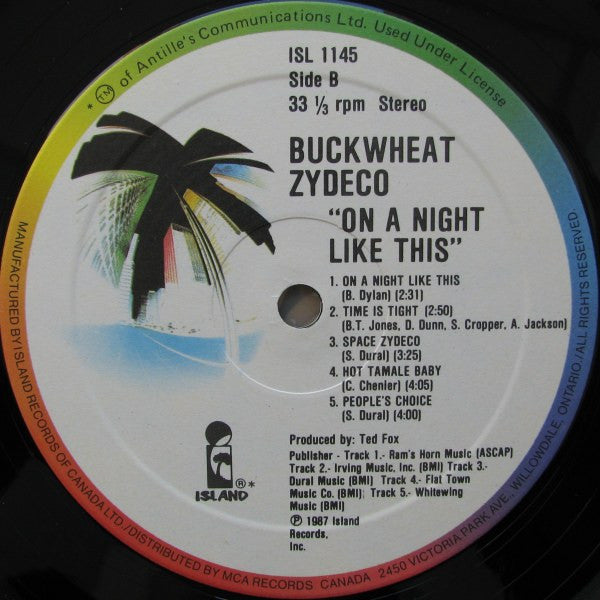 * TM of Antille's Communications Ltd. Used Under License
ISL 1145
Side B
33 ⅓ rpm Stereo
BUCKWHEAT
ZYDECO
"ON A NIGHT
LIKE THIS"
1. ON A NIGHT LIKE THIS
(B. Dylan) (2:31)
2. TIME IS TIGHT (2:50)
(B.T. Jones, D. Dunn, S. Cropper, A. Jackson)
3. SPACE ZYDECO
(S. Dural) (3:25)
4. HOT TAMALE BABY
(C. Chenier) (4:05)
5. PEOPLE'S CHOICE
(S. Dural) (4:00)
Produced by: Ted Fox
Publisher - Track 1.- Ram's Horn Music (ASCAP)
Track 2.- Irving Music, Inc. (BMI) Track 3.-
Dural Music (BMI) Track 4.- Flat Town
Music Co. (BMI); Track 5.- Whitewing
Music (BMI)
℗ 1987 Island
Records,
Inc.
ISLAND ®*
MANUFACTURED BY ISLAND RECORDS OF CANADA LTD./DISTRIBUTED BY MCA RECORDS CANADA 2450 VICTORIA PARK AVE., WILLOWDALE, ONTARIO./ALL RIGHTS RESERVED